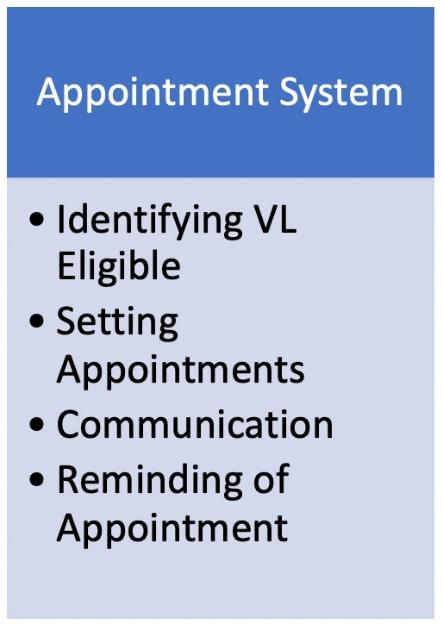 Appointment System
• Identifying VL
Eligible
• Setting
Appointments
• Communication
• Reminding of
Appointment